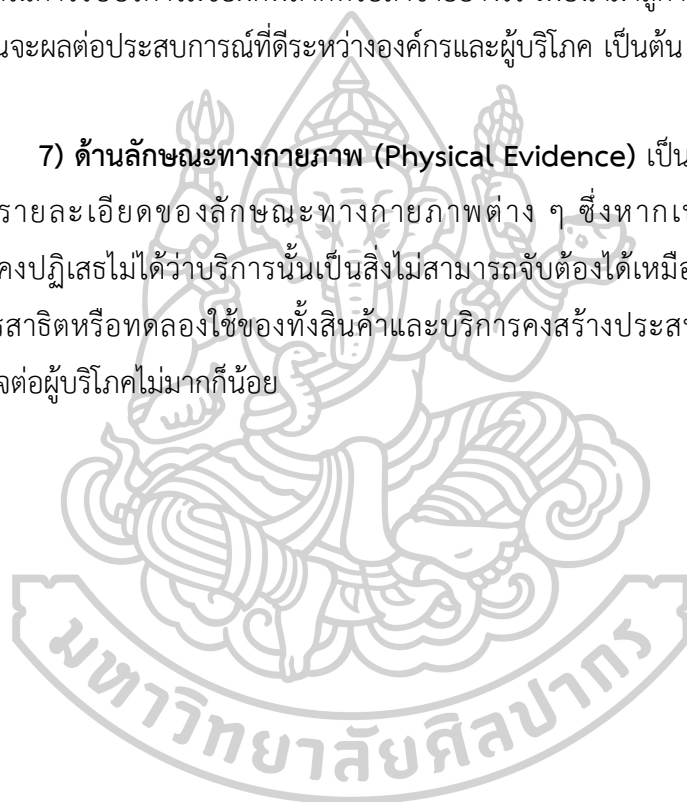 นจะผลต่อประสบการณ์ที่ดีระหว่างองค์กรและผู้บริโภค เป็นต้น
7) ด้านลักษณะทางกายภาพ (Physical Evidence) เป็น
รายละเอียดของลักษณะทางกายภาพต่าง ๆ ซึ่งหากเ
คงปฏิเสธไม่ได้ว่าบริการนั้นเป็นสิ่งไม่สามารถจับต้องได้เหมือ
รสาธิตหรือทดลองใช้ของทั้งสินค้าและบริการคงสร้างประส
จต่อผู้บริโภคไม่มากก็น้อย
มหาวิทยาลัยศิลปากร